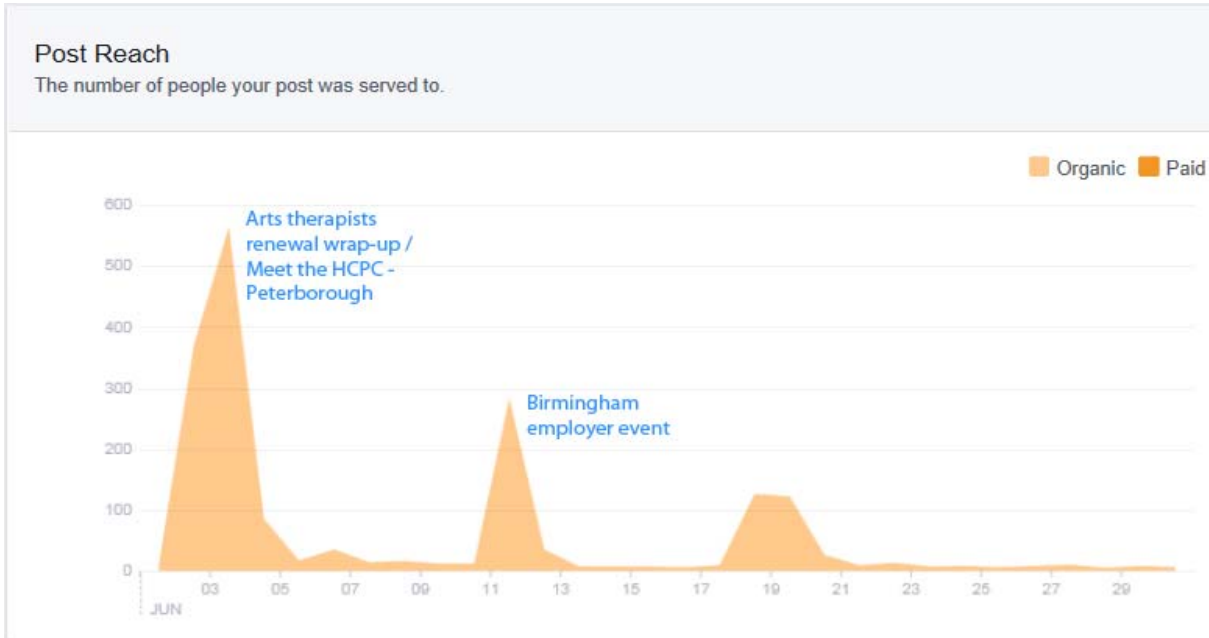 Post Reach
The number of people your post was served to.
Organic Paid
600
500
400
300
200
100
0
Arts therapists
renewal wrap-up /
Meet the HCPC -
Peterborough
Birmingham
employer event
03 05 07 09 11 13 15 17 19 21 23 25 27 29
JUN